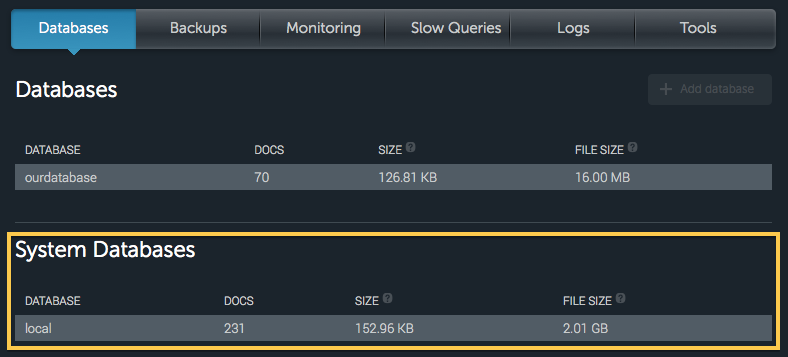 Databases Backups Monitoring Slow Queries Logs Tools
Databases + Add database
DATABASE DOCS SIZE ? FILE SIZE ?
ourdatabase 70 126.81 KB 16.00 MB
System Databases
DATABASE DOCS SIZE ? FILE SIZE ?
local 231 152.96 KB 2.01 GB